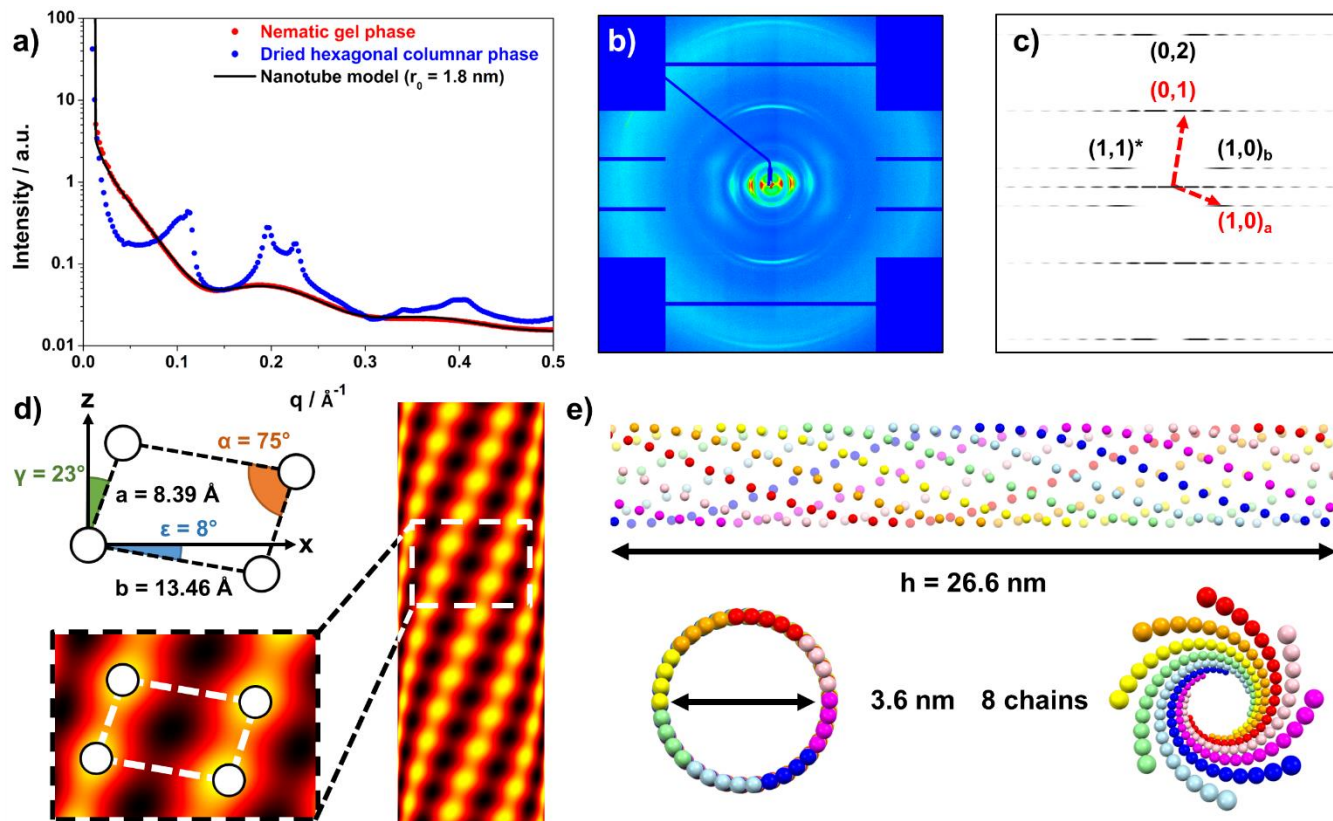 a)
Nematic gel phase
Dried hexagonal columnar phase
Nanotube model (r₀ = 1.8 nm)
Intensity / a.u.
100
10
1
0.1
0.01
0.0
0.1
0.2
0.3
0.4
0.5
q / Å⁻¹
b)
c)
(0,2)
(0,1)
(1,1)*
(1,0)b
(1,0)a
d)
z
α = 75°
γ = 23°
a = 8.39 Å
ε = 8°
x
b = 13.46 Å
e)
h = 26.6 nm
3.6 nm
8 chains